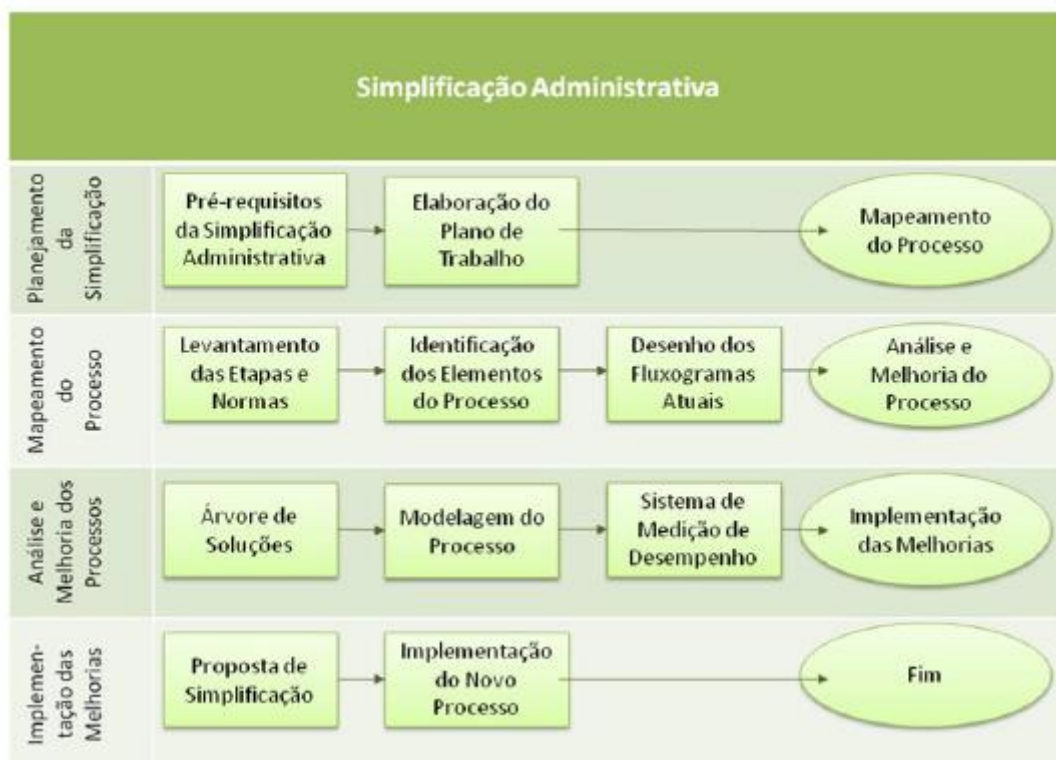 Simplificação Administrativa
Planejamento
da
Simplificação
Pré-requisitos
da Simplificação
Administrativa
Elaboração do
Plano de
Trabalho
Mapeamento
do Processo
Mapeamento
do
Processo
Levantamento
das Etapas e
Normas
Identificação
dos Elementos
do Processo
Desenho dos
Fluxogramas
Atuais
Análise e
Melhoria do
Processo
Análise e
Melhoria dos
Processos
Árvore de
Soluções
Modelagem do
Processo
Sistema de
Medição de
Desempenho
Implementação
das Melhorias
Implemen-
tação das
Melhorias
Proposta de
Simplificação
Implementação
do Novo
Processo
Fim